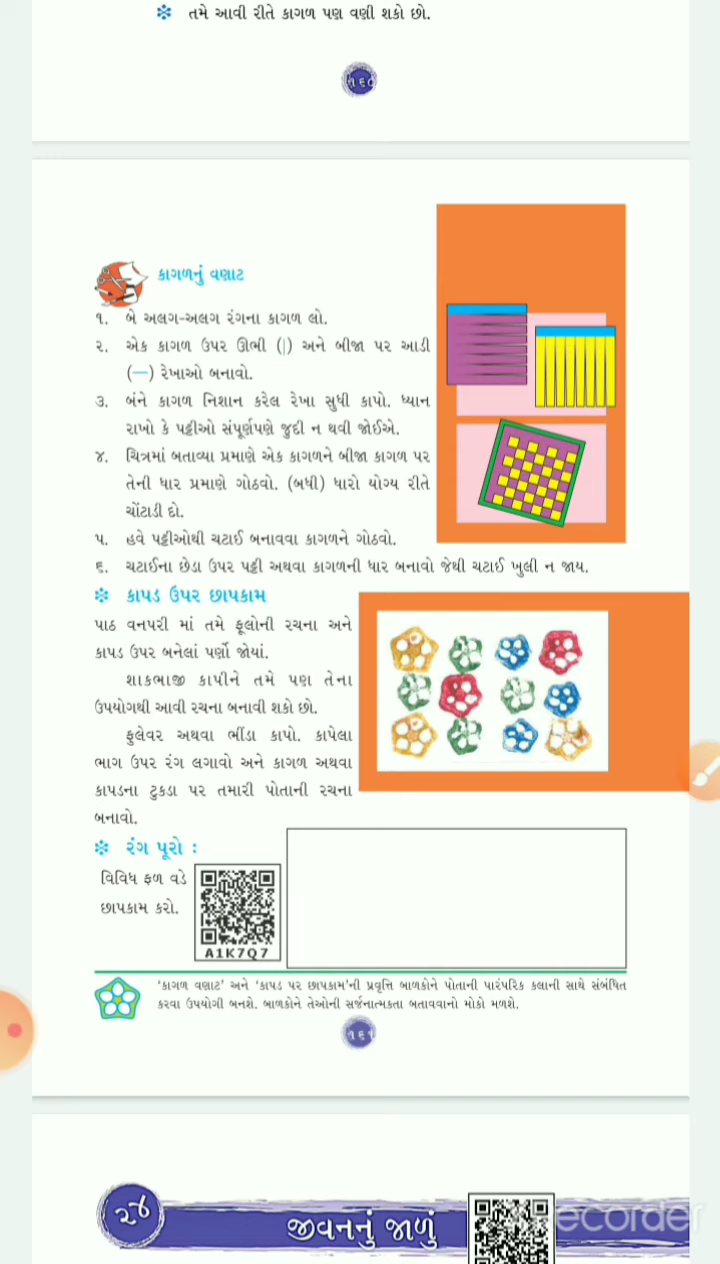 ❇ તમે આવી રીતે કાગળ પણ વણી શકો છો.
૧૬૦
કાગળનું વણાટ
૧. બે અલગ-અલગ રંગના કાગળ લો.
૨. એક કાગળ ઉપર ઊભી (|) અને બીજા પર આડી
(—) રેખાઓ બનાવો.
૩. બંને કાગળ નિશાન કરેલ રેખા સુધી કાપો. ધ્યાન
રાખો કે પટ્ટીઓ સંપૂર્ણપણે જુદી ન થવી જોઈએ.
૪. ચિત્રમાં બતાવ્યા પ્રમાણે એક કાગળને બીજા કાગળ પર
તેની ધાર પ્રમાણે ગોઠવો. (બધી) ધારો યોગ્ય રીતે
ચોંટાડી દો.
૫. હવે પટ્ટીઓથી ચટાઈ બનાવવા કાગળને ગોઠવો.
૬. ચટાઈના છેડા ઉપર પટ્ટી અથવા કાગળની ધાર બનાવો જેથી ચટાઈ ખુલી ન જાય.
❇ કાપડ ઉપર છાપકામ
પાઠ વનપરી માં તમે ફૂલોની રચના અને
કાપડ ઉપર બનેલાં પર્ણો જોયાં.
શાકભાજી કાપીને તમે પણ તેના
ઉપયોગથી આવી રચના બનાવી શકો છો.
ફુલેવર અથવા ભીંડા કાપો. કાપેલા
ભાગ ઉપર રંગ લગાવો અને કાગળ અથવા
કાપડના ટુકડા પર તમારી પોતાની રચના
બનાવો.
❇ રંગ પૂરો :
વિવિધ ફળ વડે
છાપકામ કરો.
A1K7Q7
'કાગળ વણાટ' અને 'કાપડ પર છાપકામ'ની પ્રવૃત્તિ બાળકોને પોતાની પારંપરિક કલાની સાથે સંબંધિત
કરવા ઉપયોગી બનશે. બાળકોને તેઓની સર્જનાત્મકતા બતાવવાનો મોકો મળશે.
૧૬૧
૨૪
જીવનનું જાળું
ecorder